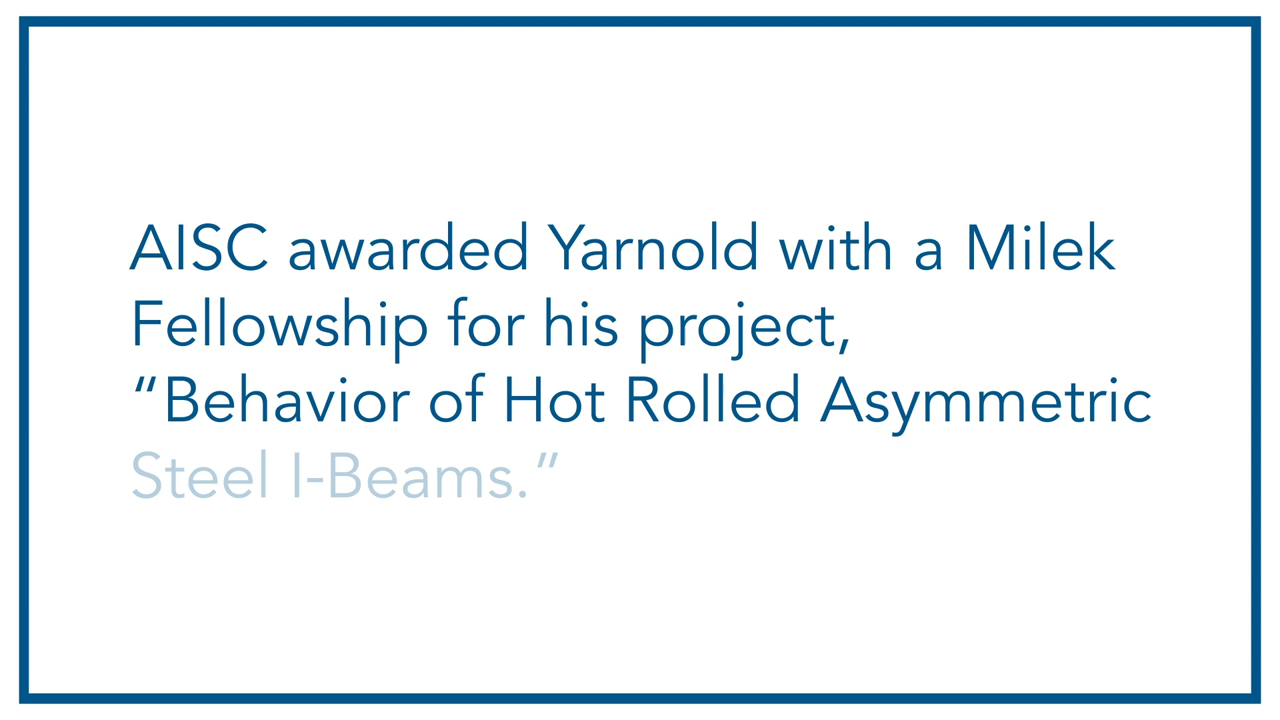 AISC awarded Yarnold with a Milek
Fellowship for his project,
“Behavior of Hot Rolled Asymmetric
Steel I-Beams.”